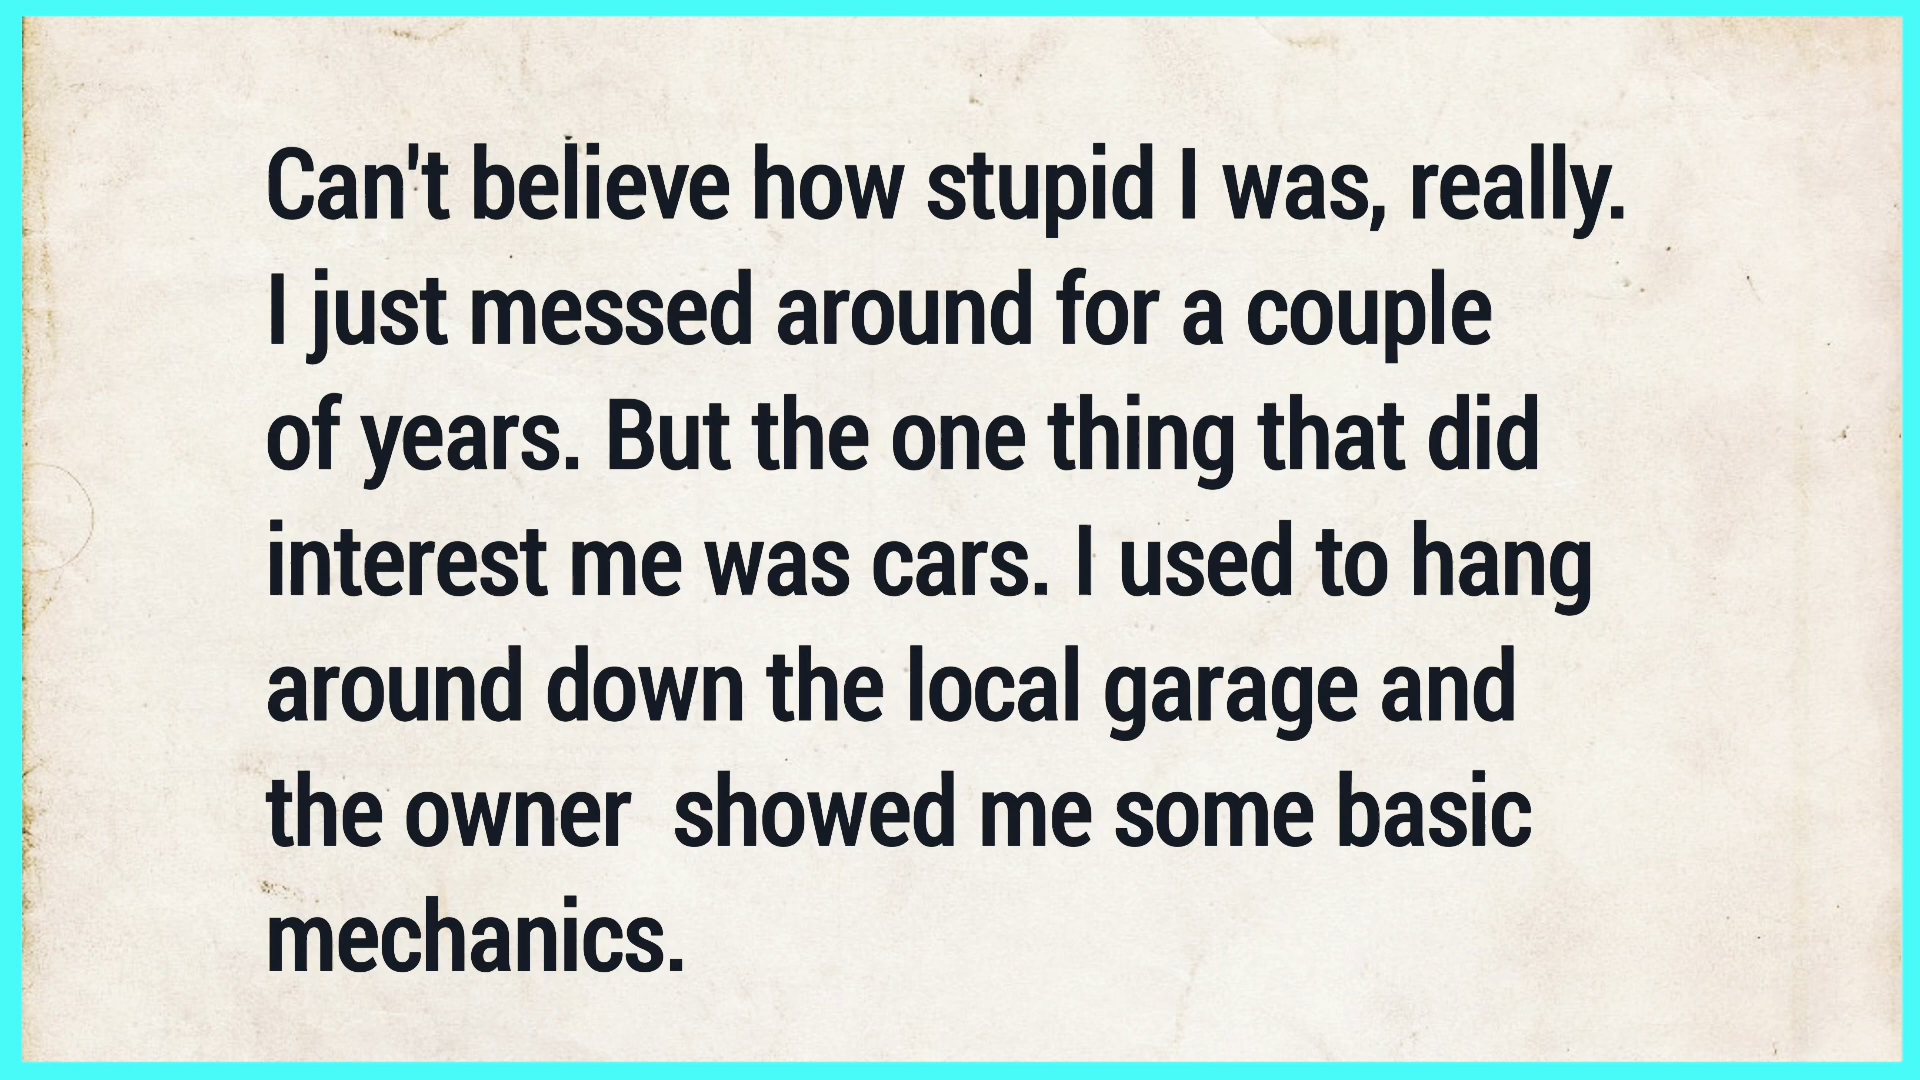 Can't believe how stupid I was, really.
I just messed around for a couple
of years. But the one thing that did
interest me was cars. I used to hang
around down the local garage and
the owner  showed me some basic
mechanics.